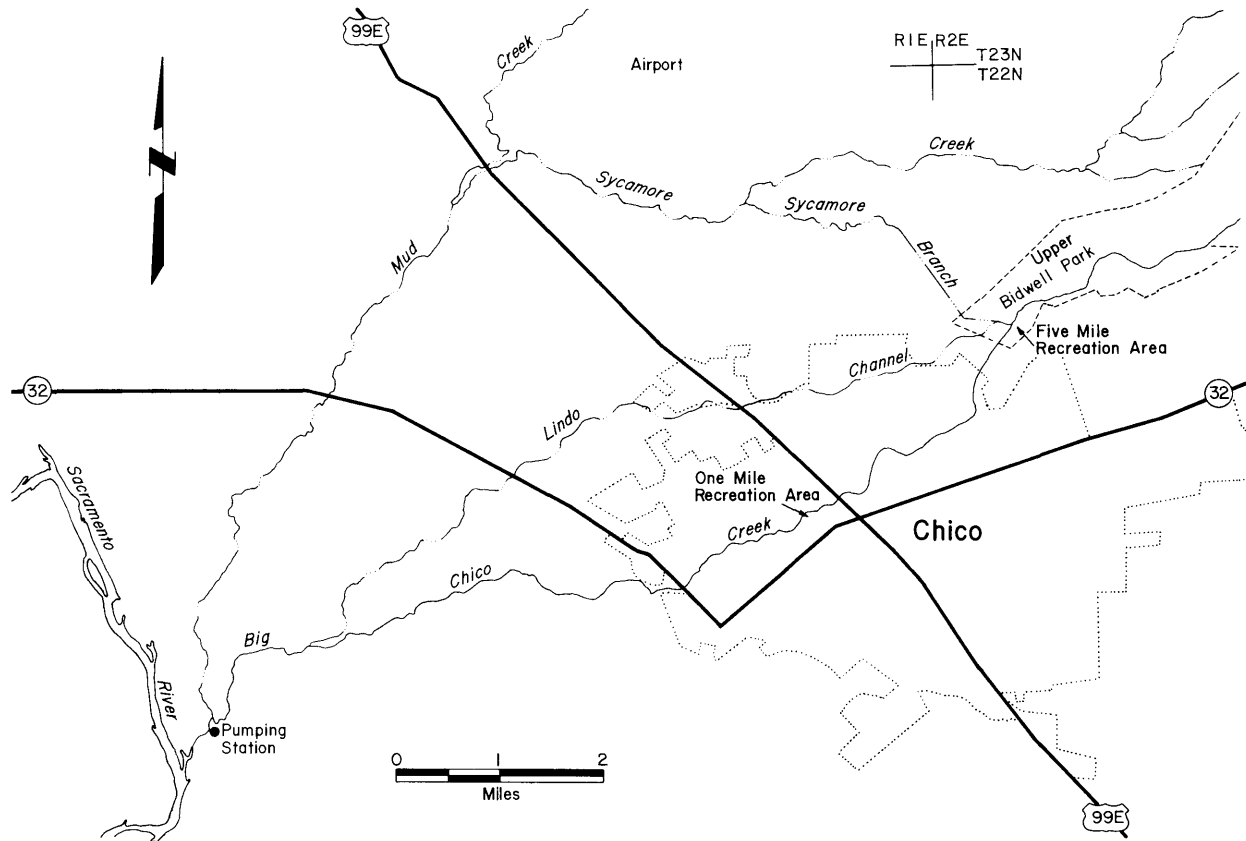 99E
Creek
Airport
R1E R2E
T23N
T22N
Creek
Sycamore
Sycamore
Mud
Branch
Upper
Bidwell Park
Five Mile
Recreation Area
32
Channel
32
Lindo
Sacramento
One Mile
Recreation Area
Creek
Chico
Chico
Big
River
Pumping
Station
0 1 2
Miles
99E
N